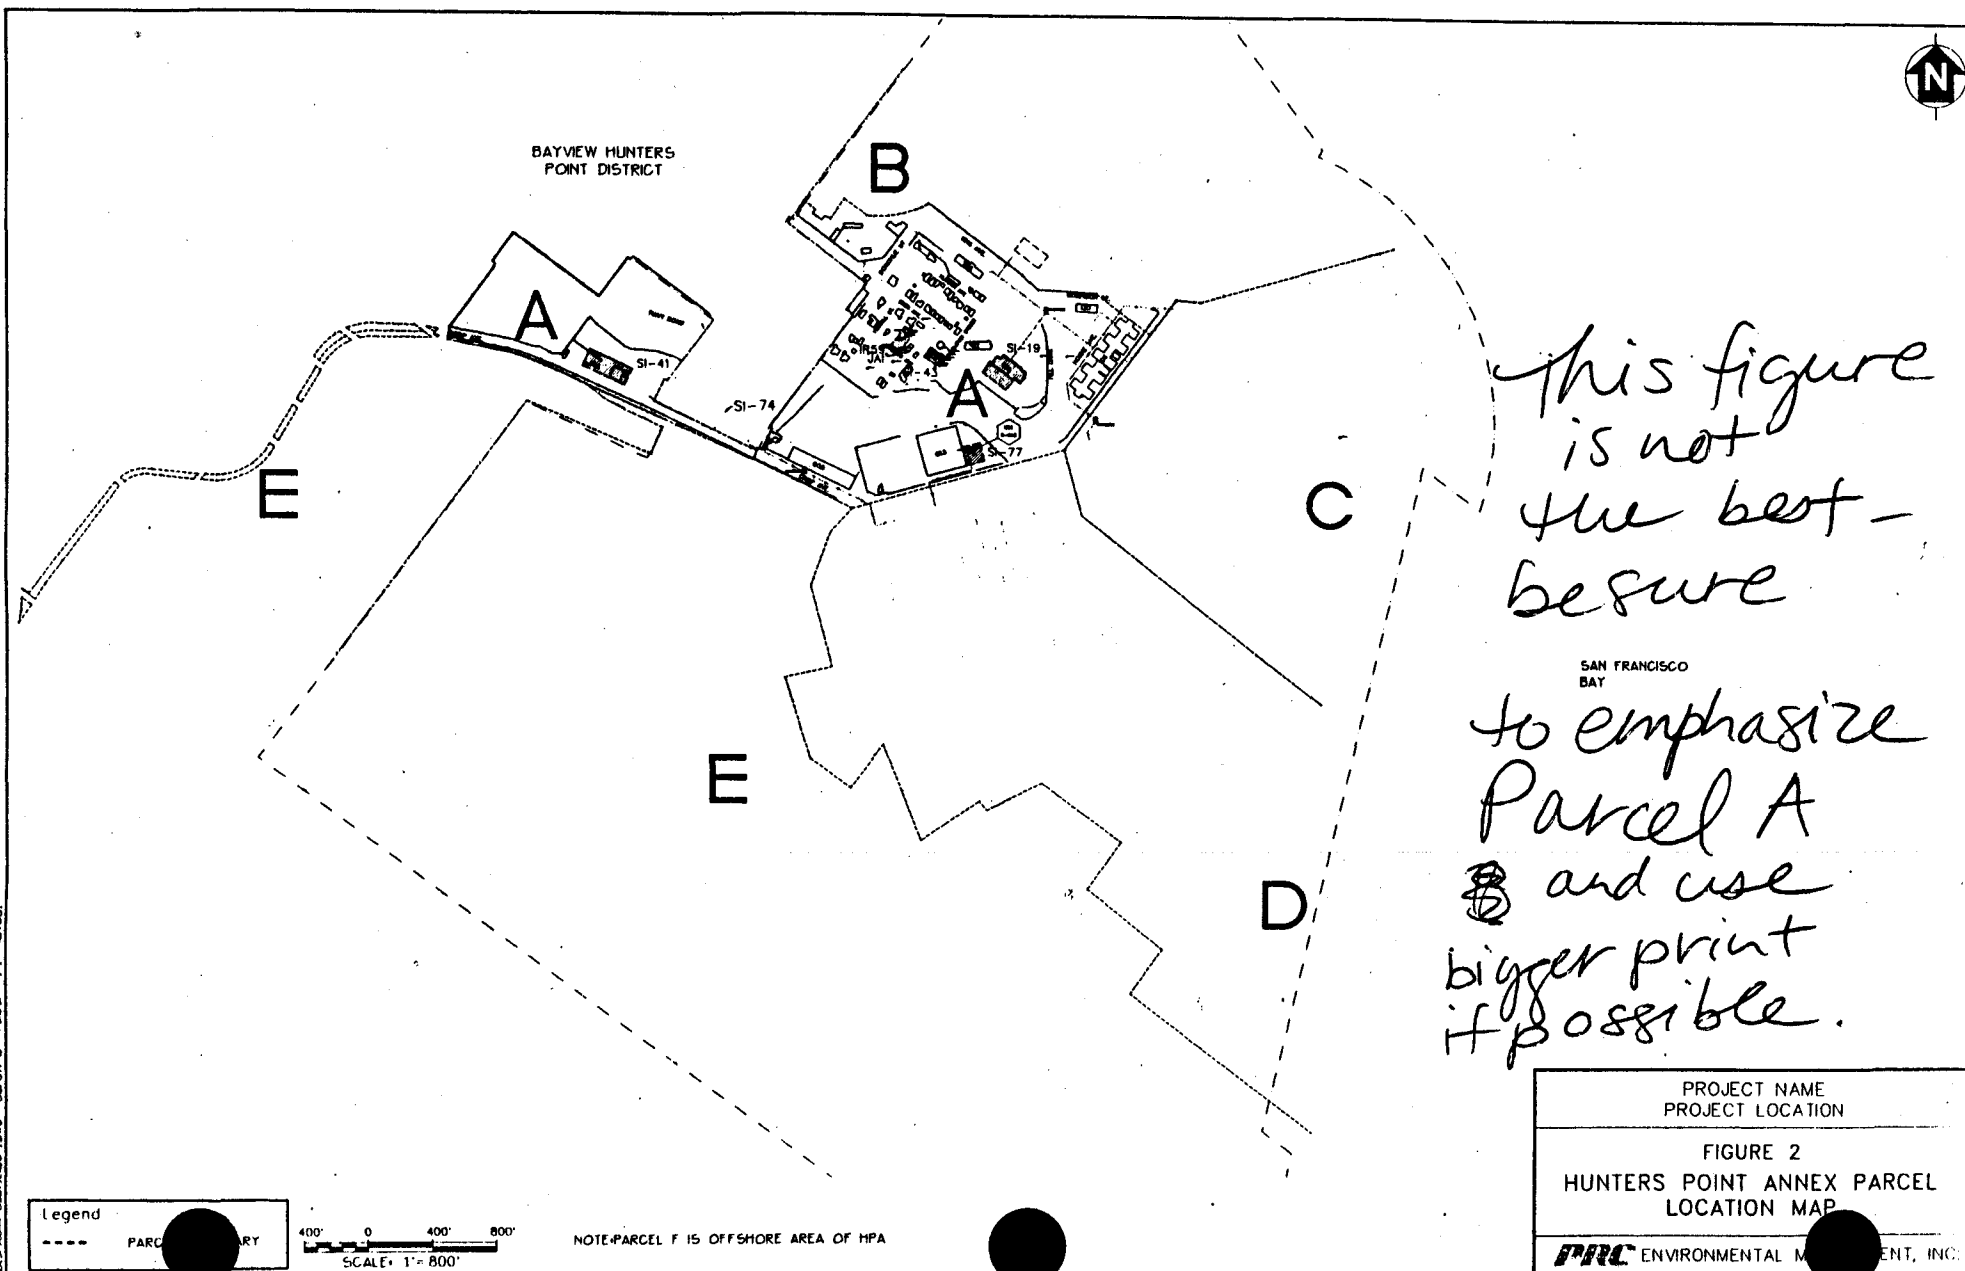 N
BAYVIEW HUNTERS
POINT DISTRICT
B
A
SI-41
SI-74
SI-19
A
SI-77
E
C
E
D
This figure
is not
the best -
be sure
SAN FRANCISCO
BAY
to emphasize
Parcel A
and use
bigger print
if possible.
PROJECT NAME
PROJECT LOCATION
FIGURE 2
HUNTERS POINT ANNEX PARCEL
LOCATION MAP
PRC ENVIRONMENTAL M ENT, INC.
Legend
PARC ARY
400' 0 400' 800'
SCALE: 1" = 800'
NOTE:PARCEL F IS OFFSHORE AREA OF HPA